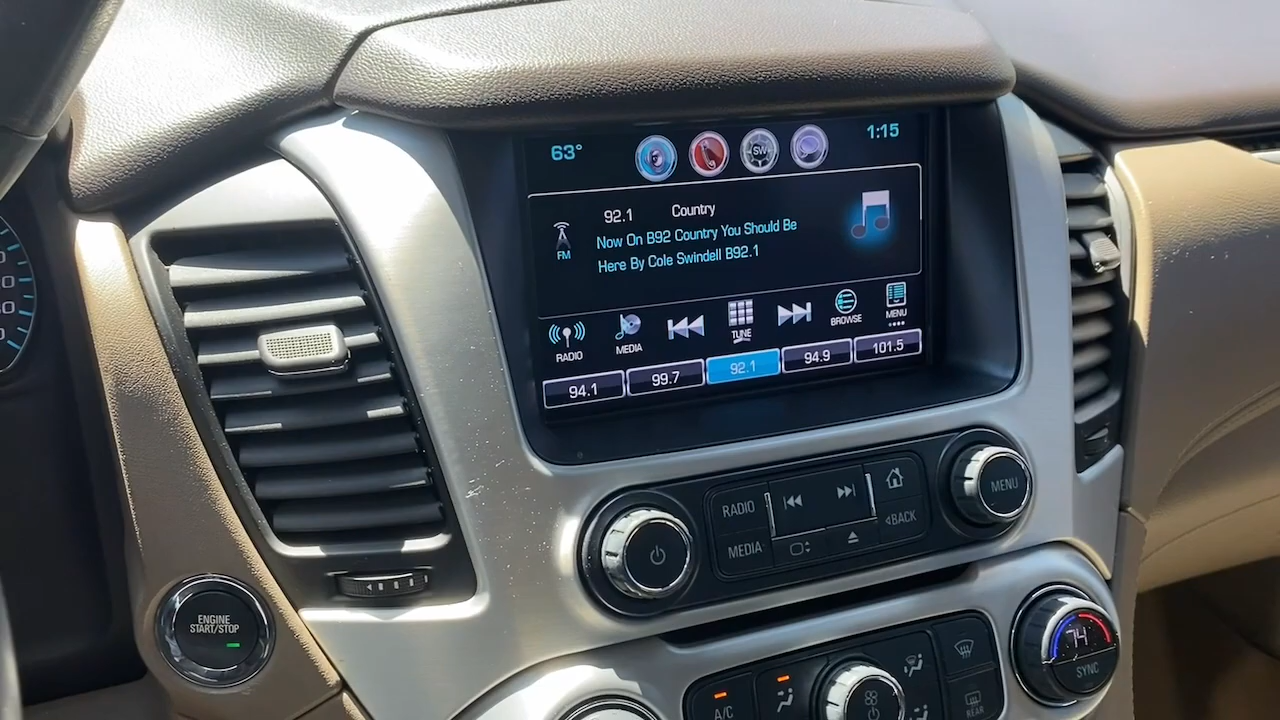 63°
SW
1:15
92.1 Country
FM
Now On B92 Country You Should Be
Here By Cole Swindell B92.1
RADIO
MEDIA
TUNE
BROWSE
MENU
94.1
99.7
92.1
94.9
101.5
RADIO
MEDIA
BACK
MENU
ENGINE
START/STOP
A/C
REAR
74
SYNC